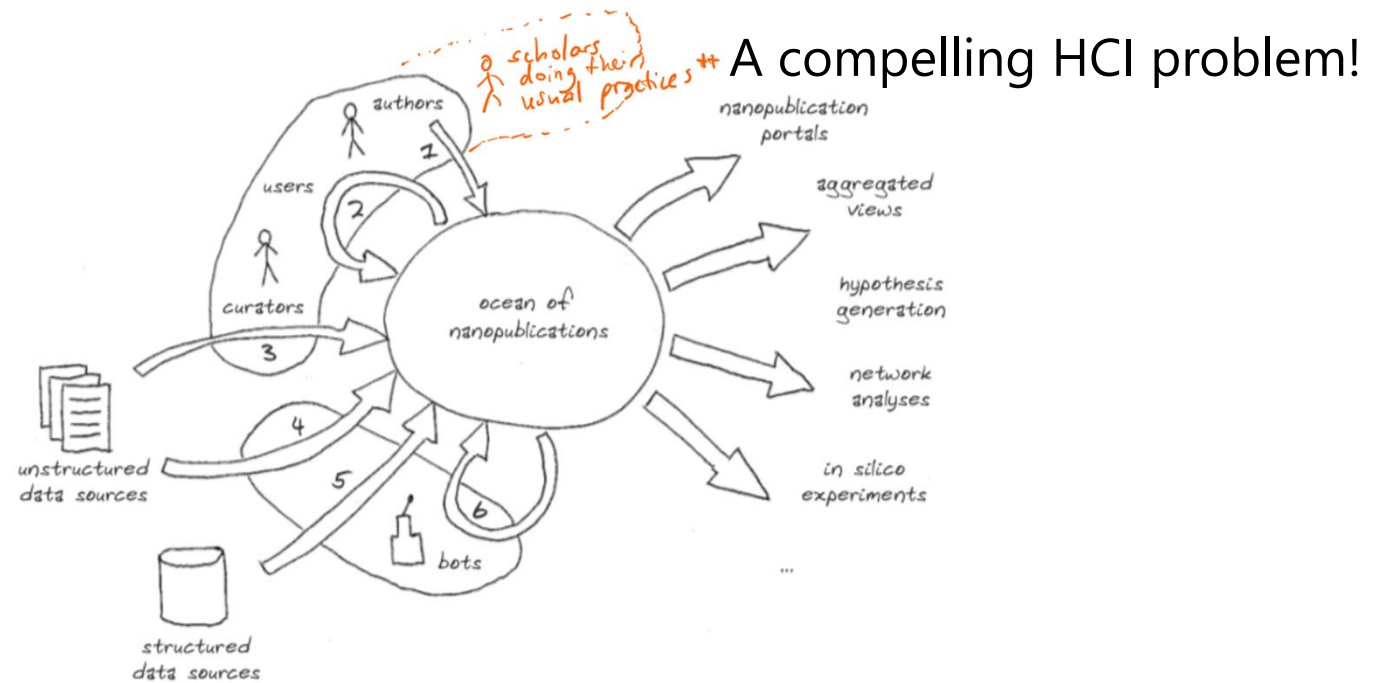 A compelling HCI problem!
scholars
doing their
usual practices**
authors
1
users
2
curators
3
ocean of
nanopublications
nanopublication
portals
aggregated
views
hypothesis
generation
network
analyses
in silico
experiments
...
unstructured
data sources
4
5
6
bots
structured
data sources